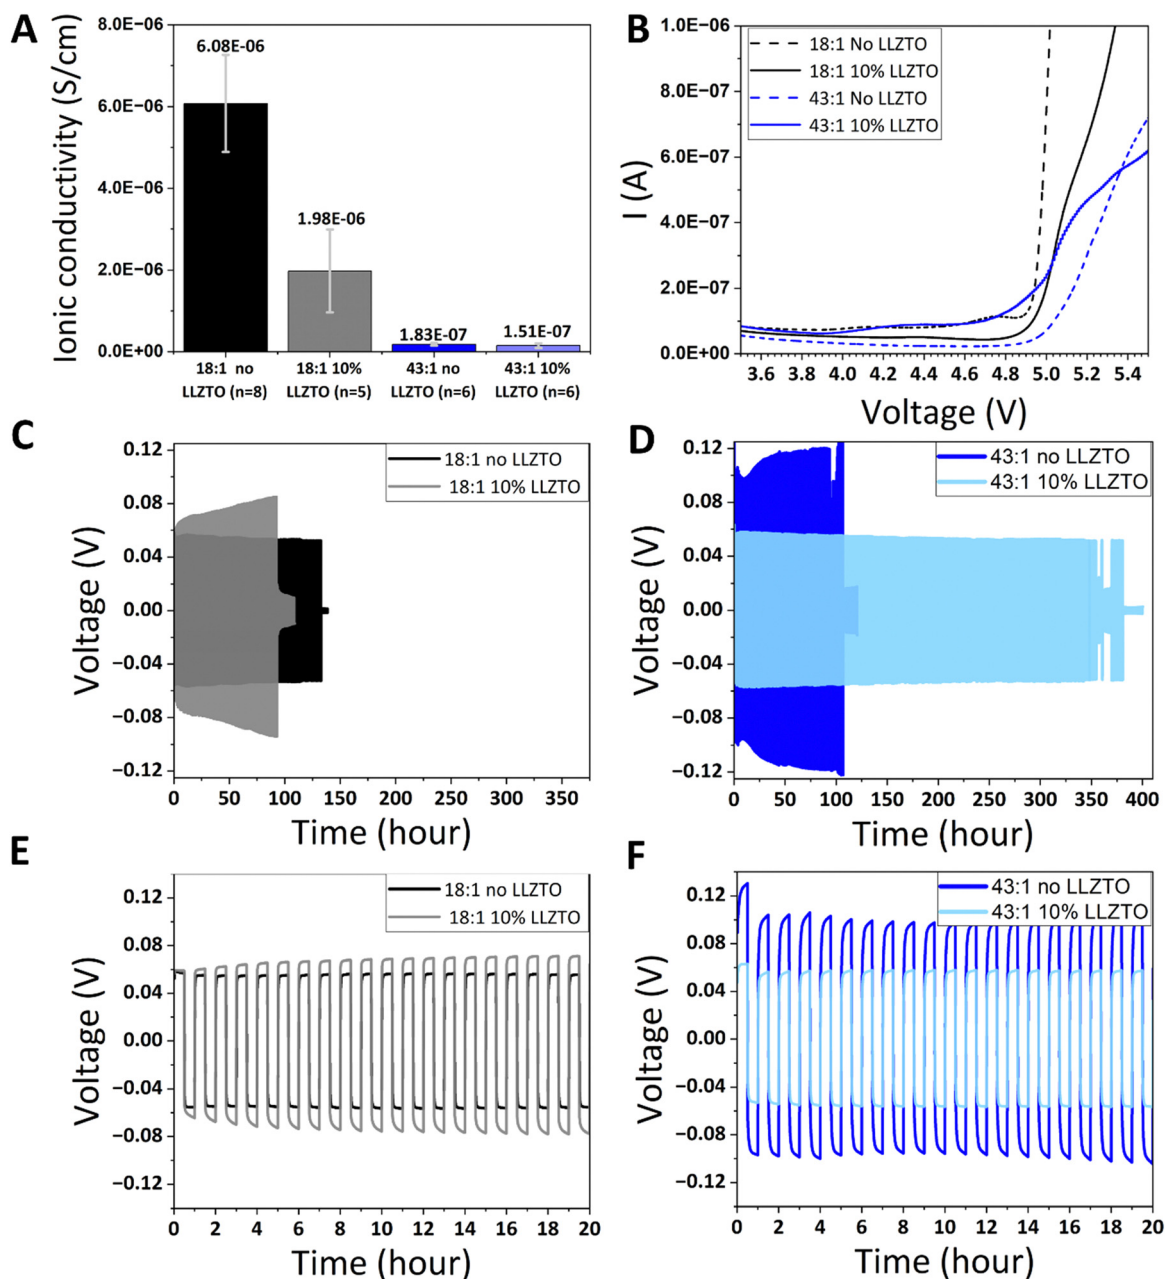 A
Ionic conductivity (S/cm)
8.0E−06
6.0E−06
4.0E−06
2.0E−06
0.0E+00
6.08E-06
1.98E-06
1.83E-07
1.51E-07
18:1 no
LLZTO (n=8)
18:1 10%
LLZTO (n=5)
43:1 no
LLZTO (n=6)
43:1 10%
LLZTO (n=6)
B
I (A)
1.0E−06
8.0E−07
6.0E−07
4.0E−07
2.0E−07
0.0E+00
18:1 No LLZTO
18:1 10% LLZTO
43:1 No LLZTO
43:1 10% LLZTO
3.6 3.8 4.0 4.2 4.4 4.6 4.8 5.0 5.2 5.4
Voltage (V)
C
Voltage (V)
0.12
0.08
0.04
0.00
−0.04
−0.08
−0.12
18:1 no LLZTO
18:1 10% LLZTO
0 50 100 150 200 250 300 350
Time (hour)
D
Voltage (V)
0.12
0.08
0.04
0.00
−0.04
−0.08
−0.12
43:1 no LLZTO
43:1 10% LLZTO
0 50 100 150 200 250 300 350 400
Time (hour)
E
Voltage (V)
0.12
0.08
0.04
0.00
−0.04
−0.08
−0.12
18:1 no LLZTO
18:1 10% LLZTO
0 2 4 6 8 10 12 14 16 18 20
Time (hour)
F
Voltage (V)
0.12
0.08
0.04
0.00
−0.04
−0.08
−0.12
43:1 no LLZTO
43:1 10% LLZTO
0 2 4 6 8 10 12 14 16 18 20
Time (hour)